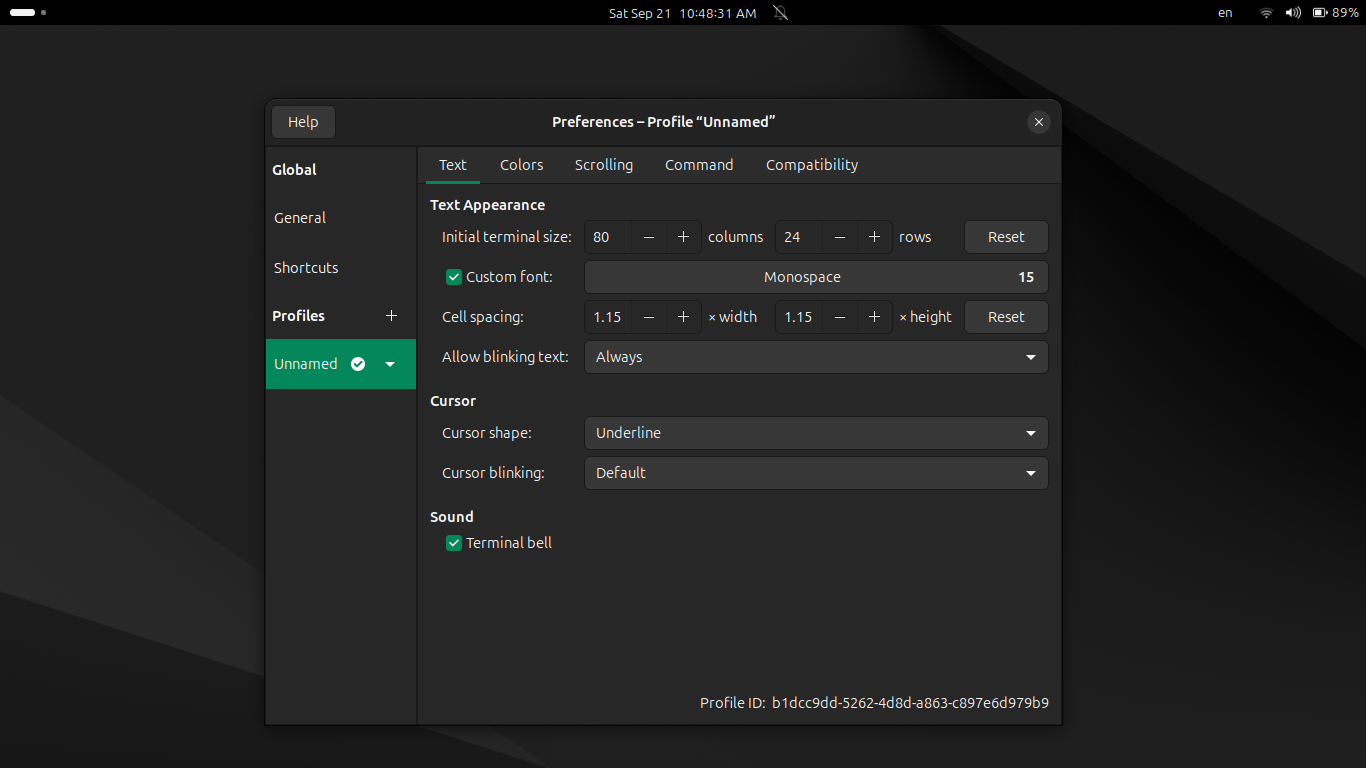 Sat Sep 21 10:48:31 AM
en
89%
Help
Preferences – Profile “Unnamed”
Global
General
Shortcuts
Profiles
Unnamed
Text Colors Scrolling Command Compatibility
Text Appearance
Initial terminal size: 80 columns 24 rows Reset
Custom font: Monospace 15
Cell spacing: 1.15 × width 1.15 × height Reset
Allow blinking text: Always
Cursor
Cursor shape: Underline
Cursor blinking: Default
Sound
Terminal bell
Profile ID: b1dcc9dd-5262-4d8d-a863-c897e6d979b9